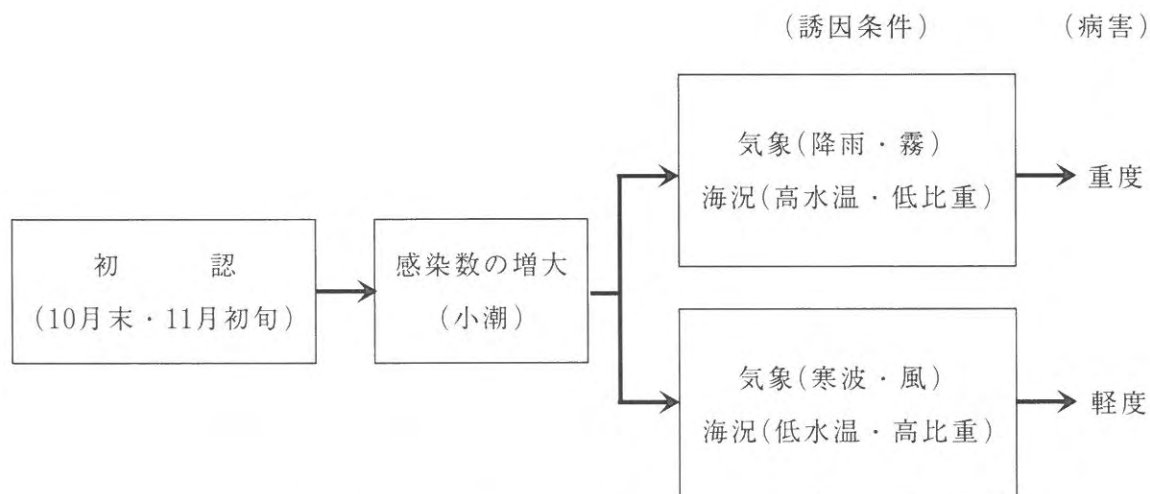 (誘因条件)
(病害)
気象(降雨・霧)
海況(高水温・低比重)
重度
初　　認
(10月末・11月初旬)
感染数の増大
(小潮)
気象(寒波・風)
海況(低水温・高比重)
軽度